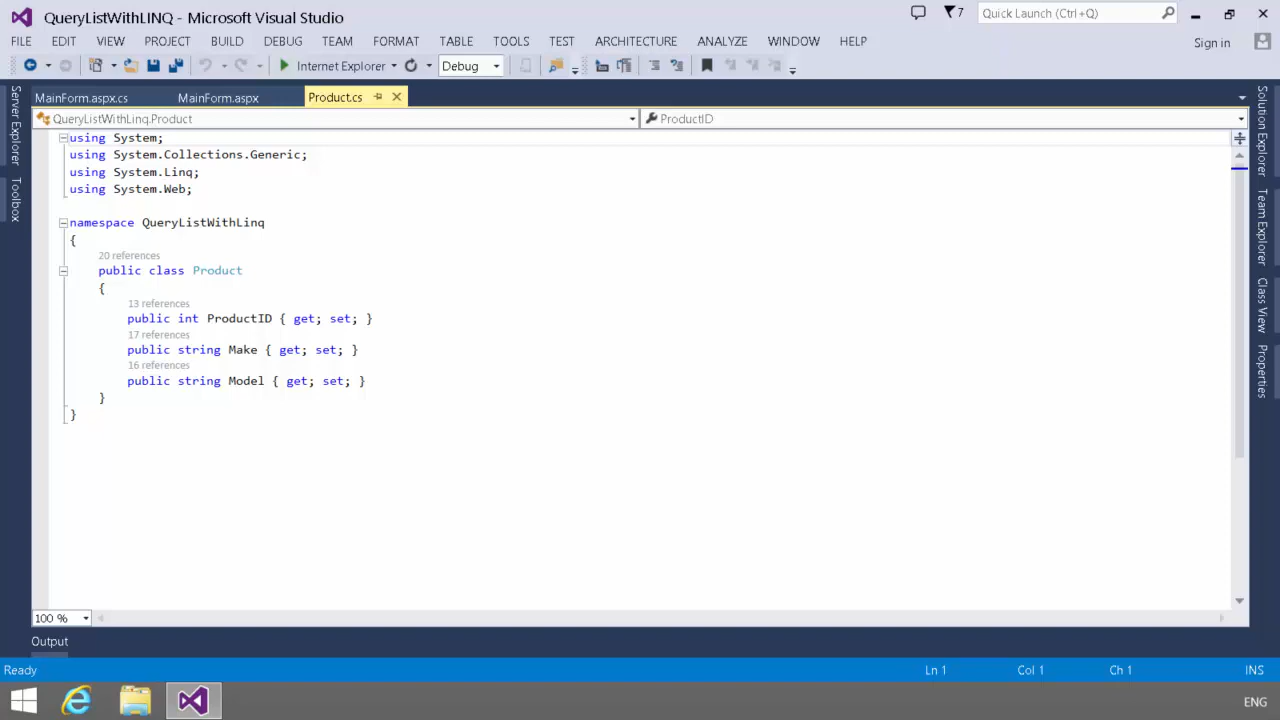 QueryListWithLINQ - Microsoft Visual Studio
7
Quick Launch (Ctrl+Q)
FILE EDIT VIEW PROJECT BUILD DEBUG TEAM FORMAT TABLE TOOLS TEST ARCHITECTURE ANALYZE WINDOW HELP
Sign in
Internet Explorer
Debug
MainForm.aspx.cs MainForm.aspx Product.cs
QueryListWithLinq.Product
ProductID
Server Explorer
Toolbox
using System;
using System.Collections.Generic;
using System.Linq;
using System.Web;
namespace QueryListWithLinq
{
20 references
public class Product
{
13 references
public int ProductID { get; set; }
17 references
public string Make { get; set; }
16 references
public string Model { get; set; }
}
}
Solution Explorer
Team Explorer
Class View
Properties
100 %
Output
Ready
Ln 1
Col 1
Ch 1
INS
ENG